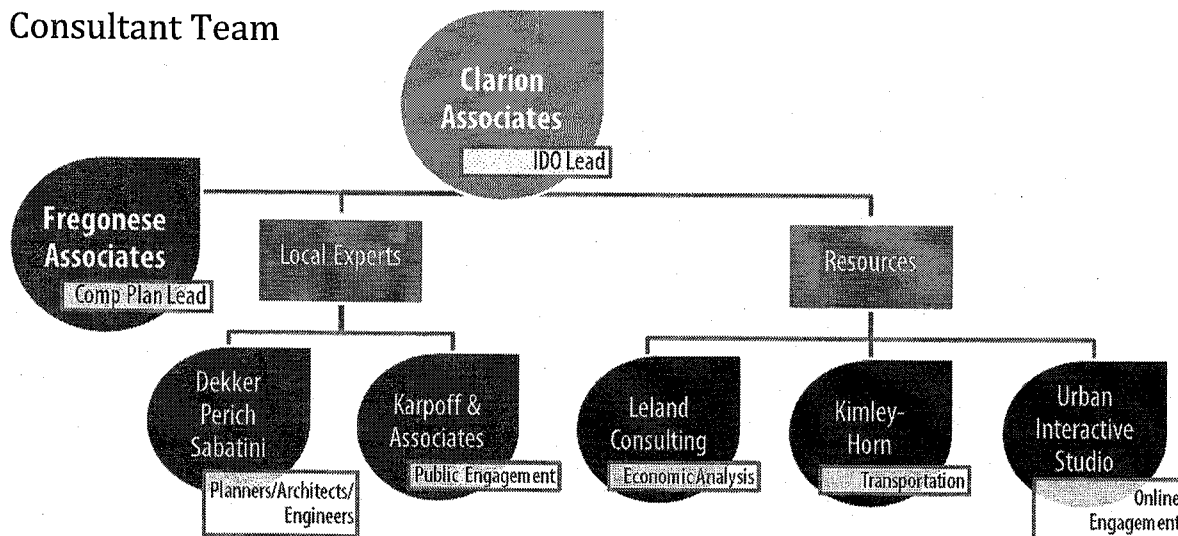 Consultant Team
Clarion
Associates
IDO Lead
Fregonese
Associates
Comp Plan Lead
Local Experts
Resources
Dekker
Perich
Sabatini
Planners/Architects/
Engineers
Karpoff &
Associates
Public Engagement
Leland
Consulting
Economic Analysis
Kimley-
Horn
Transportation
Urban
Interactive
Studio
Online
Engagement